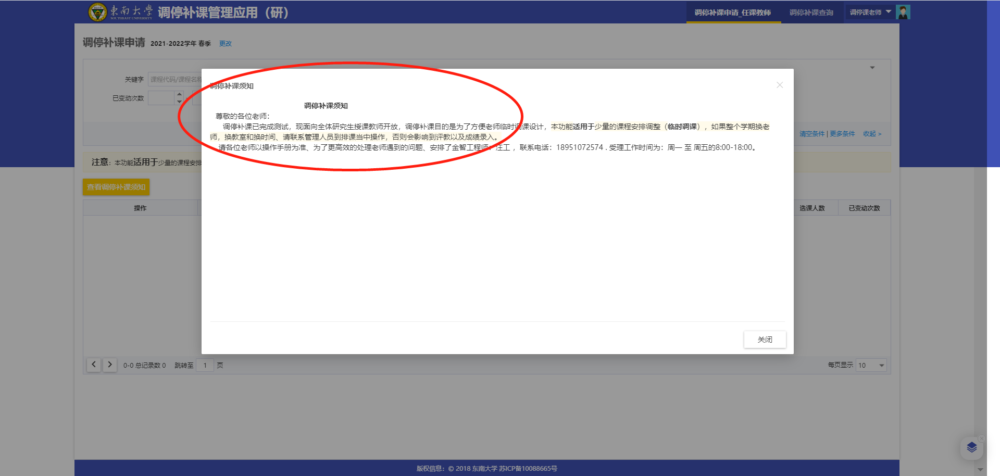 東南大學
SOUTHEAST UNIVERSITY
调停补课管理应用（研）
调停补课申请_任课教师
调停补课查询
调停课老师
调停补课申请 2021-2022学年 春季 更改
关键字 课程代码/课程名称
已变动次数
-
清空条件 | 更多条件 收起 >
注意：本功能适用于少量的课程安排
查看调停补课须知
操作
选课人数
已变动次数
调停补课须知
调停补课须知
尊敬的各位老师：
调停补课已完成测试，现面向全体研究生授课教师开放，调停补课目的是为了方便老师临时调课设计，本功能适用于少量的课程安排调整（临时调课），如果整个学期换老
师，换教室和换时间、请联系管理人员到排课当中操作，否则会影响到评教以及成绩录入。
请各位老师以操作手册为准、为了更高效的处理老师遇到的问题、安排了金智工程师：汪工 ，联系电话：18951072574 . 受理工作时间为：周一 至 周五的8:00-18:00。
关闭
0-0 总记录数 0 跳转至 1 页
每页显示 10
版权信息：© 2018 东南大学 苏ICP备10088665号